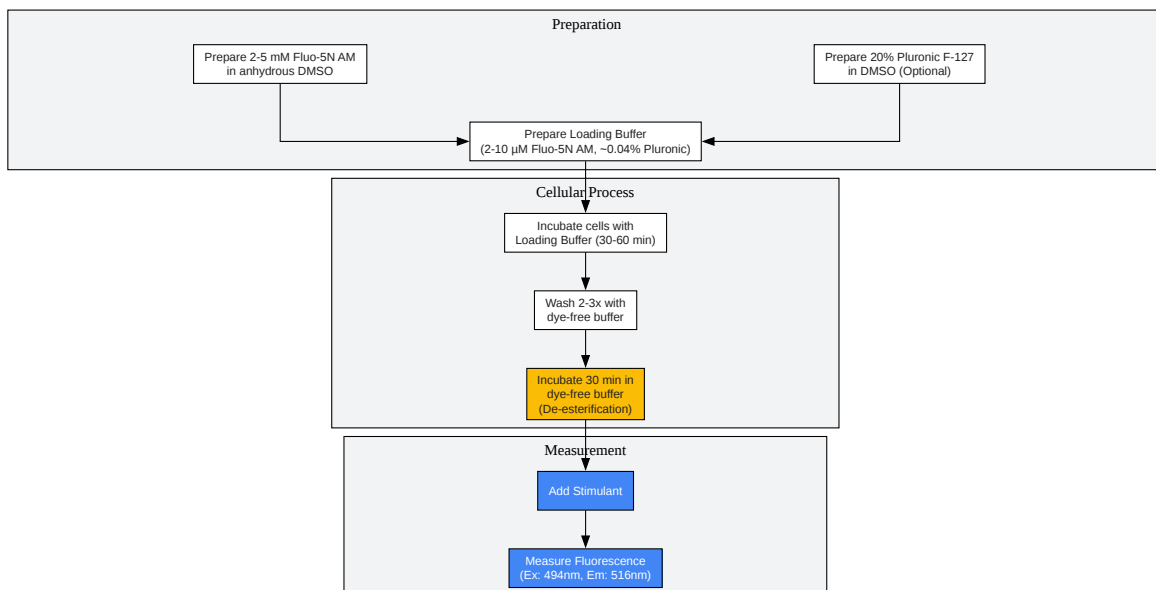 Preparation
Prepare 2-5 mM Fluo-5N AM
in anhydrous DMSO
Prepare 20% Pluronic F-127
in DMSO (Optional)
Prepare Loading Buffer
(2-10 µM Fluo-5N AM, ~0.04% Pluronic)
Cellular Process
Incubate cells with
Loading Buffer (30-60 min)
Wash 2-3x with
dye-free buffer
Incubate 30 min in
dye-free buffer
(De-esterification)
Measurement
Add Stimulant
Measure Fluorescence
(Ex: 494nm, Em: 516nm)